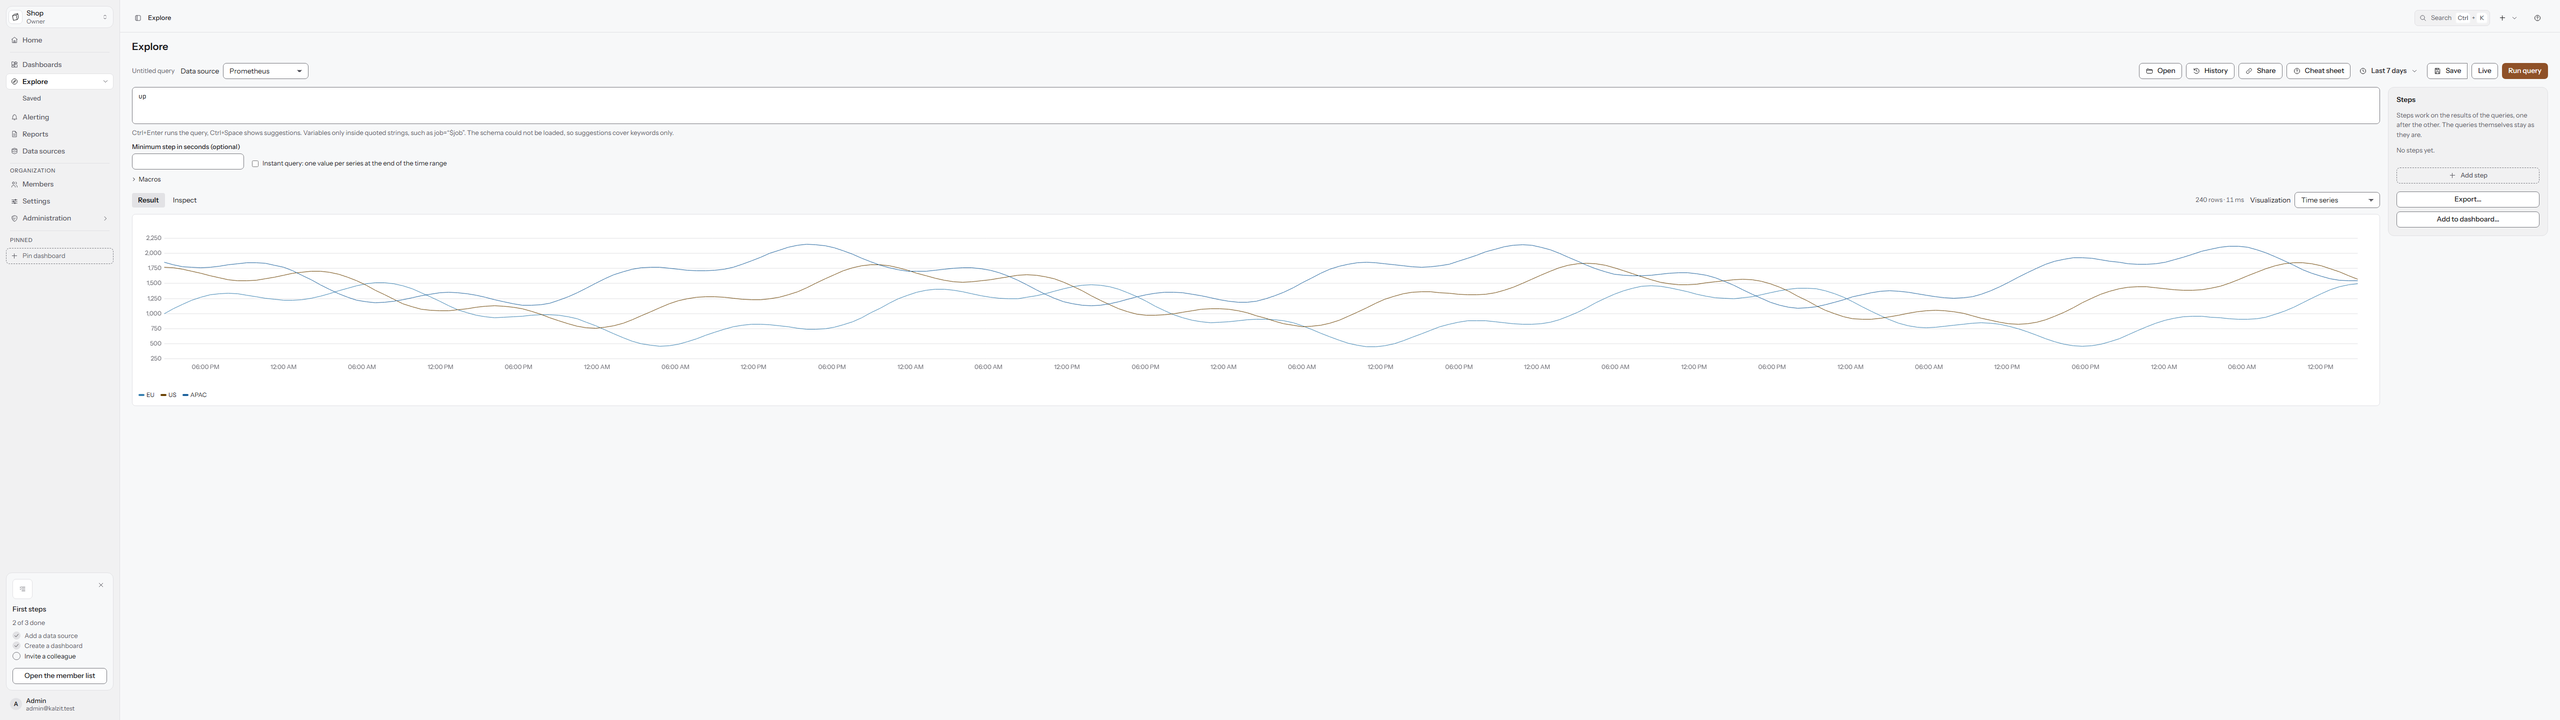 Shop
Owner
Home
Dashboards
Explore
Saved
Alerting
Reports
Data sources
ORGANIZATION
Members
Settings
Administration
PINNED
Pin dashboard
First steps
2 of 3 done
Add a data source
Create a dashboard
Invite a colleague
Open the member list
A Admin
admin@kalzit.test
Explore
Search Ctrl + K
Explore
Untitled query Data source Prometheus
Open History Share Cheat sheet Last 7 days Save Live Run query
up
Ctrl+Enter runs the query, Ctrl+Space shows suggestions. Variables only inside quoted strings, such as job="$job". The schema could not be loaded, so suggestions cover keywords only.
Minimum step in seconds (optional)
Instant query: one value per series at the end of the time range
Macros
Result Inspect
240 rows · 11 ms Visualization Time series
2,250
2,000
1,750
1,500
1,250
1,000
750
500
250
06:00 PM 12:00 AM 06:00 AM 12:00 PM 06:00 PM 12:00 AM 06:00 AM 12:00 PM 06:00 PM 12:00 AM 06:00 AM 12:00 PM 06:00 PM 12:00 AM 06:00 AM 12:00 PM 06:00 PM 12:00 AM 06:00 AM 12:00 PM 06:00 PM 12:00 AM 06:00 AM 12:00 PM 06:00 PM 12:00 AM 06:00 AM 12:00 PM
EU US APAC
Steps
Steps work on the results of the queries, one
after the other. The queries themselves stay as
they are.
No steps yet.
Add step
Export...
Add to dashboard...